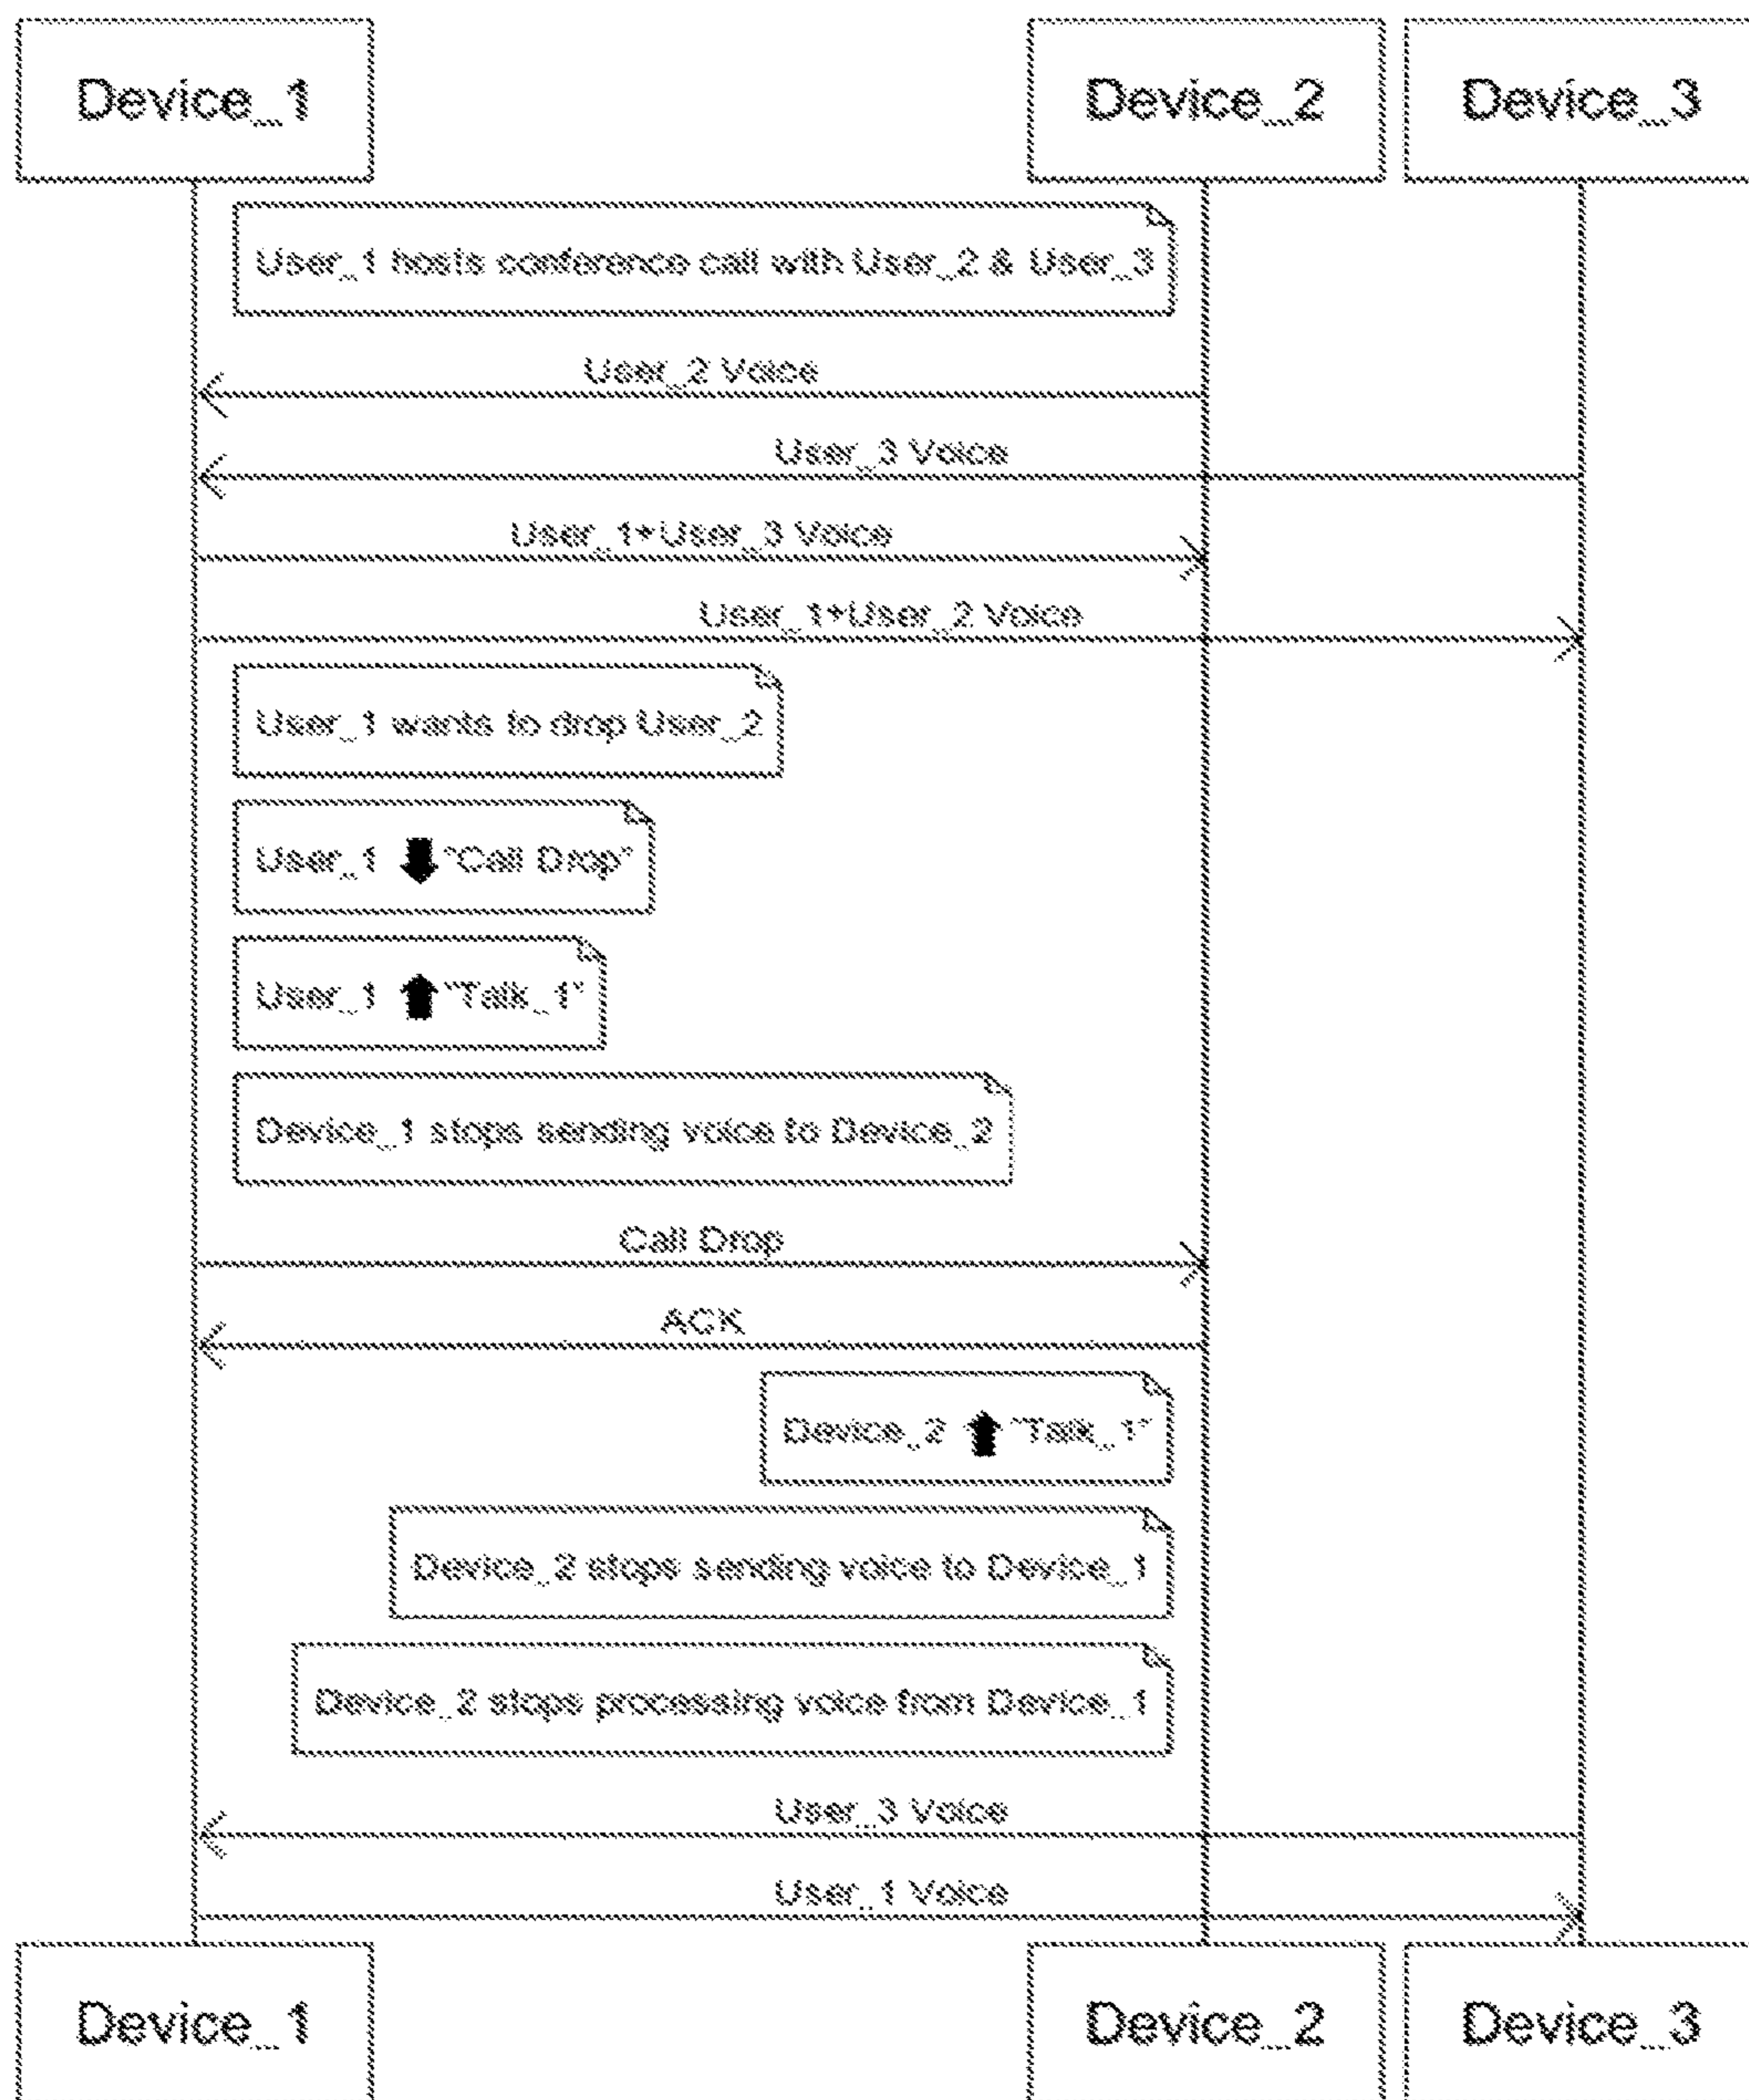 Device_1 Device_2 Device_3
User_1 hosts conference call with User_2 & User_3
User_2 Voice
User_3 Voice
User_1+User_3 Voice
User_1+User_2 Voice
User_1 wants to drop User_2
User_1 ⬇ "Call Drop"
User_1 ⬆ "Talk_1"
Device_1 stops sending voice to Device_2
Call Drop
ACK
Device_2 ⬆ "Talk_1"
Device_2 stops sending voice to Device_1
Device_2 stops processing voice from Device_1
User_3 Voice
User_1 Voice
Device_1 Device_2 Device_3